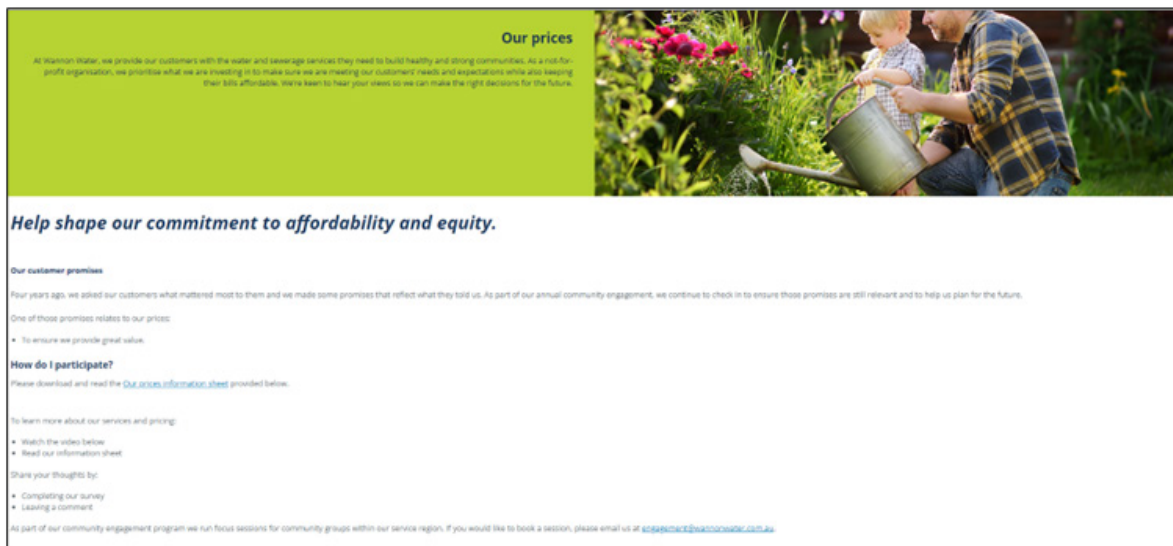 Our prices
At Wannon Water, we provide our customers with the water and sewerage services they need to build healthy and strong communities. As a not-for-
profit organisation, we prioritise what we are investing in to make sure we are meeting our customers' needs and expectations while also keeping
their bills affordable. We're keen to hear your views so we can make the right decisions for the future.
Help shape our commitment to affordability and equity.
Our customer promises
Four years ago, we asked our customers what mattered most to them and we made some promises that reflect what they told us. As part of our annual community engagement, we continue to check in to ensure those promises are still relevant and to help us plan for the future.
One of those promises relates to our prices:
• To ensure we provide great value.
How do I participate?
Please download and read the Our prices information sheet provided below.
To learn more about our services and pricing:
• Watch the video below
• Read our information sheet
Share your thoughts by:
• Completing our survey
• Leaving a comment
As part of our community engagement program we run focus sessions for community groups within our service region. If you would like to book a session, please email us at engagement@wannonwater.com.au.